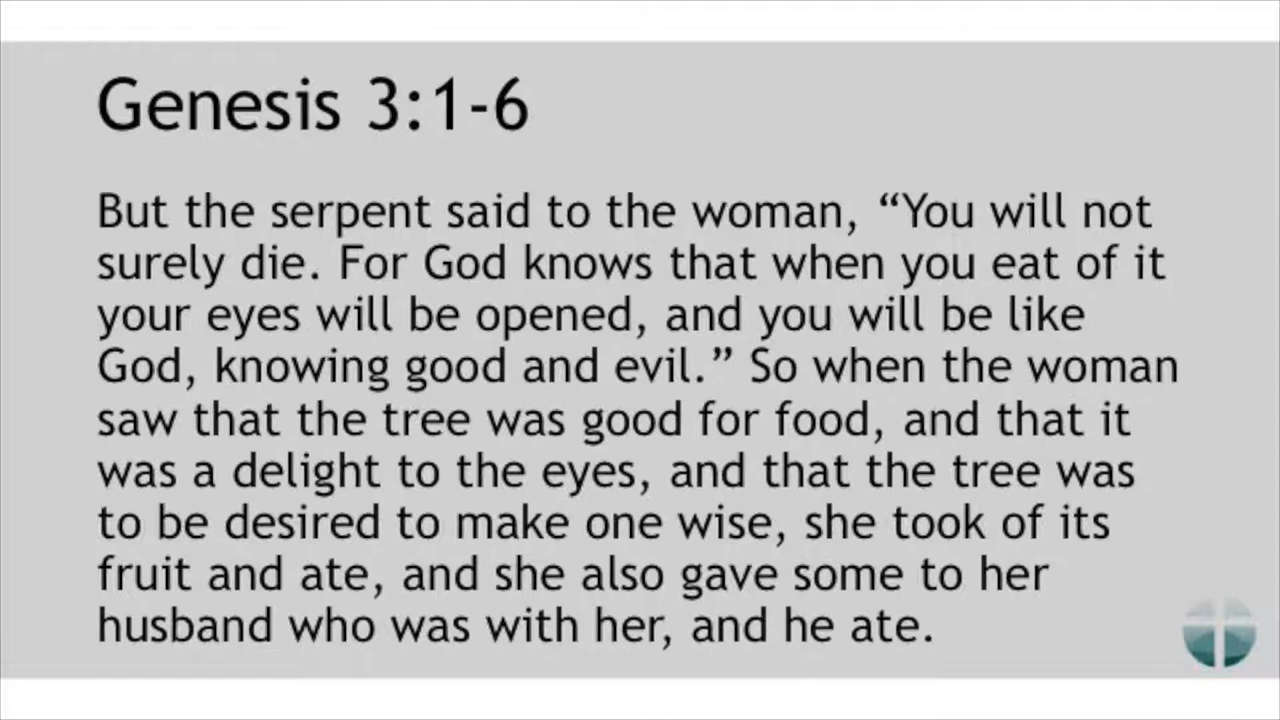 Genesis 3:1-6
But the serpent said to the woman, “You will not
surely die. For God knows that when you eat of it
your eyes will be opened, and you will be like
God, knowing good and evil.” So when the woman
saw that the tree was good for food, and that it
was a delight to the eyes, and that the tree was
to be desired to make one wise, she took of its
fruit and ate, and she also gave some to her
husband who was with her, and he ate.